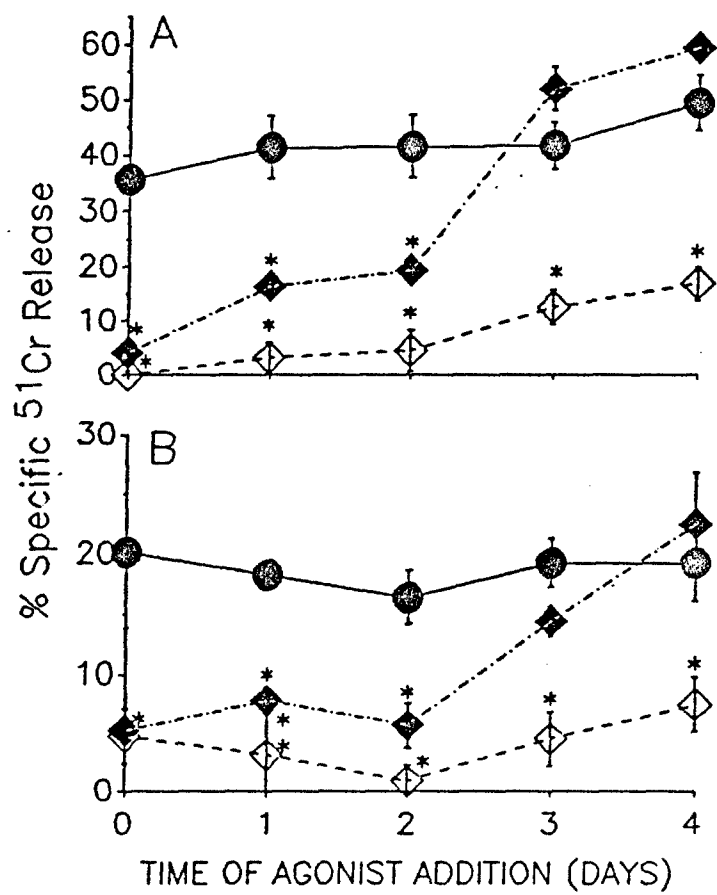 A
60
50
40
30
20
10
0
% Specific ⁵¹Cr Release
B
30
20
10
0
0 1 2 3 4
TIME OF AGONIST ADDITION (DAYS)
* * * * * * * *
* * * * * * * * *